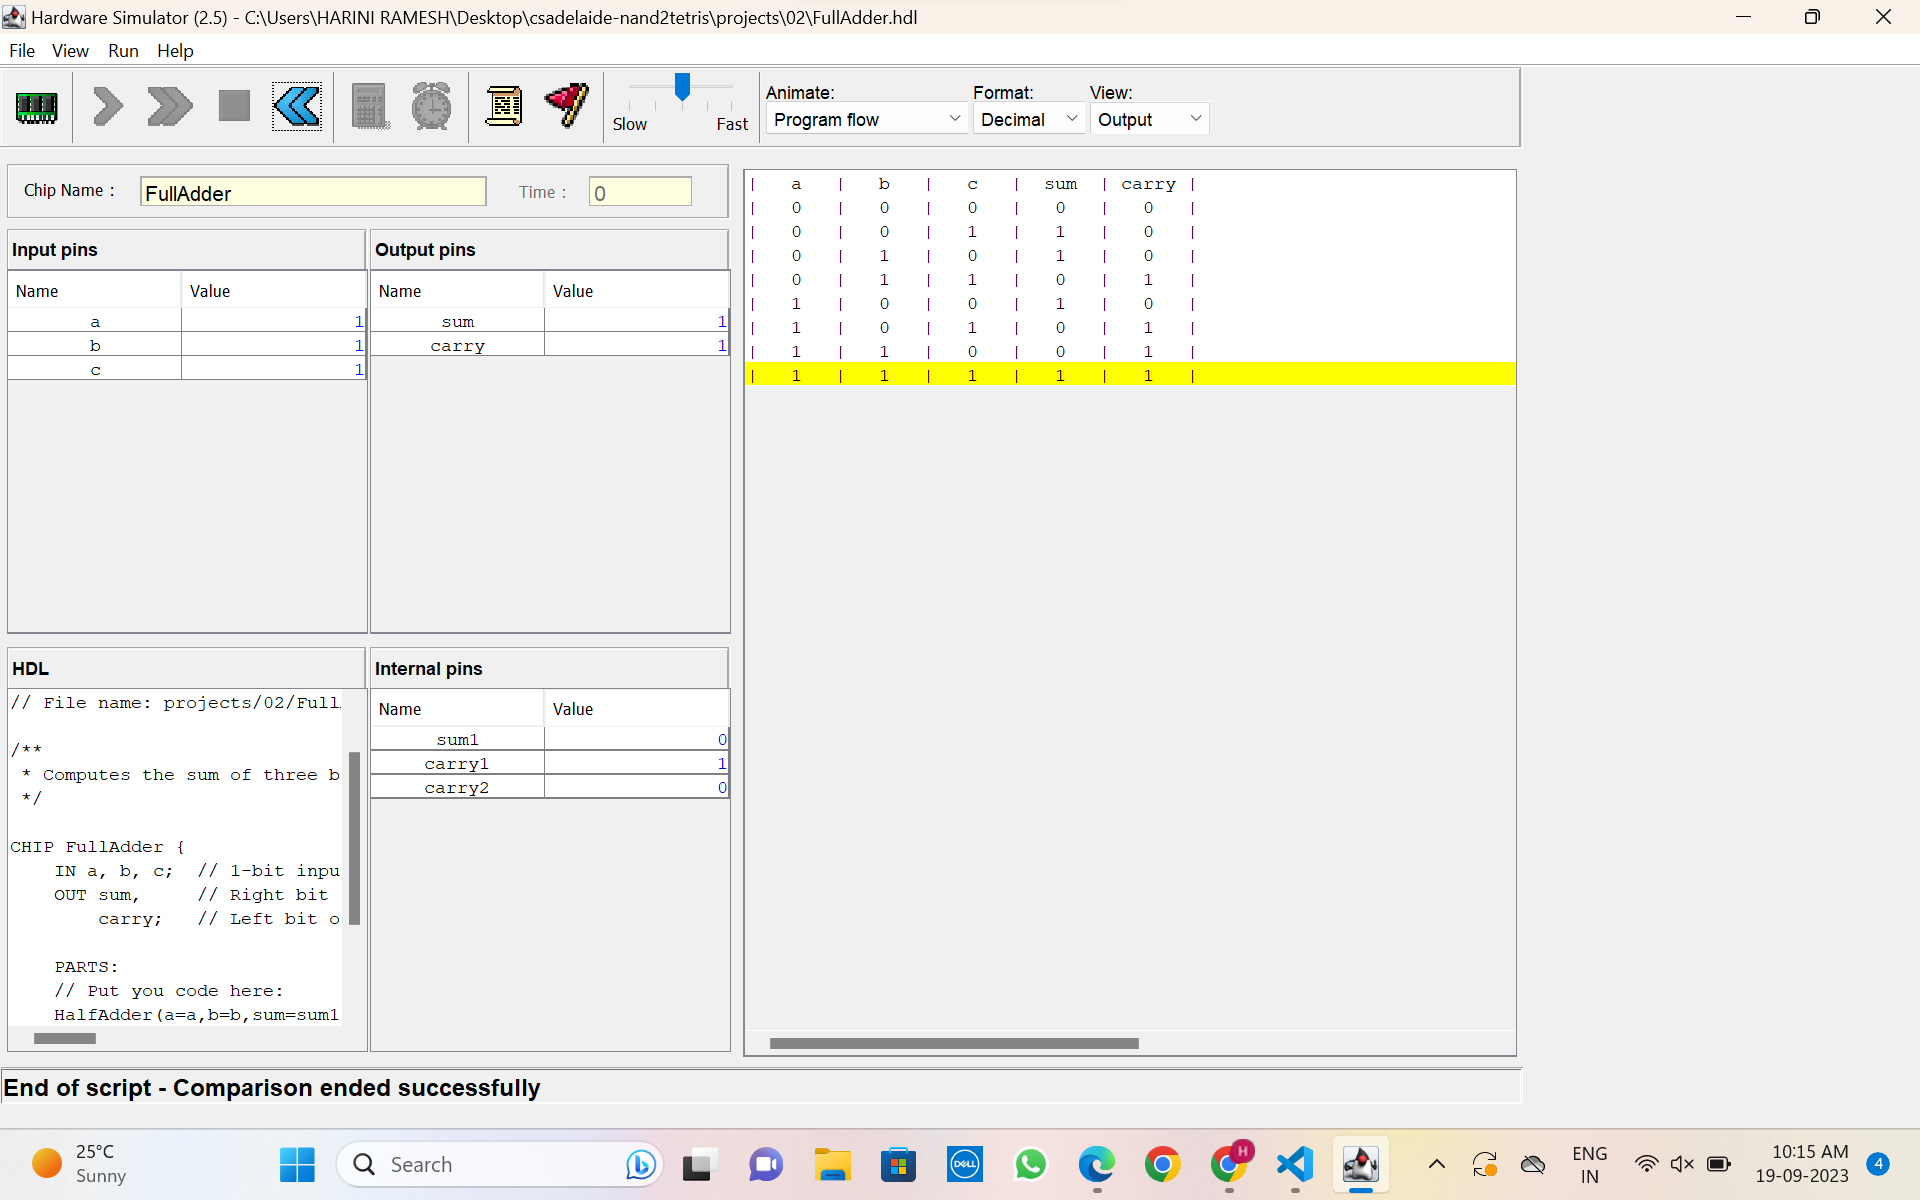 Hardware Simulator (2.5) - C:\Users\HARINI RAMESH\Desktop\csadelaide-nand2tetris\projects\02\FullAdder.hdl
File View Run Help
Slow Fast
Animate: Format: View:
Program flow Decimal Output
Chip Name : FullAdder Time : 0
Input pins
Name Value
a 1
b 1
c 1
Output pins
Name Value
sum 1
carry 1
| a | b | c | sum | carry |
| 0 | 0 | 0 | 0 | 0 |
| 0 | 0 | 1 | 1 | 0 |
| 0 | 1 | 0 | 1 | 0 |
| 0 | 1 | 1 | 0 | 1 |
| 1 | 0 | 0 | 1 | 0 |
| 1 | 0 | 1 | 0 | 1 |
| 1 | 1 | 0 | 0 | 1 |
| 1 | 1 | 1 | 1 | 1 |
HDL
// File name: projects/02/Full
/**
* Computes the sum of three b
*/
CHIP FullAdder {
IN a, b, c; // 1-bit inpu
OUT sum, // Right bit
carry; // Left bit o
PARTS:
// Put you code here:
HalfAdder(a=a,b=b,sum=sum1
Internal pins
Name Value
sum1 0
carry1 1
carry2 0
End of script - Comparison ended successfully
25°C
Sunny
Search
DELL
H
ENG
IN
10:15 AM
19-09-2023
4